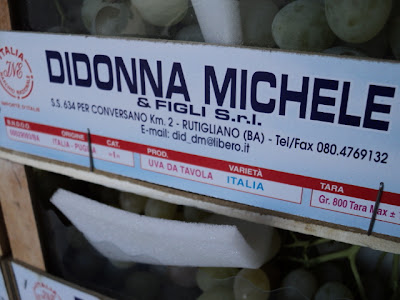 ITALIA
DIDONNA MICHELE
& FIGLI S.r.l.
S.S. 634 PER CONVERSANO Km. 2 - RUTIGLIANO (BA) - Tel/Fax 080.4769132
E-mail: did_dm@libero.it
ORIGINE CAT. PROD. VARIETÀ TARA
ITALIA - PUGLIA -I- UVA DA TAVOLA ITALIA Gr. 800 Tara Max ±